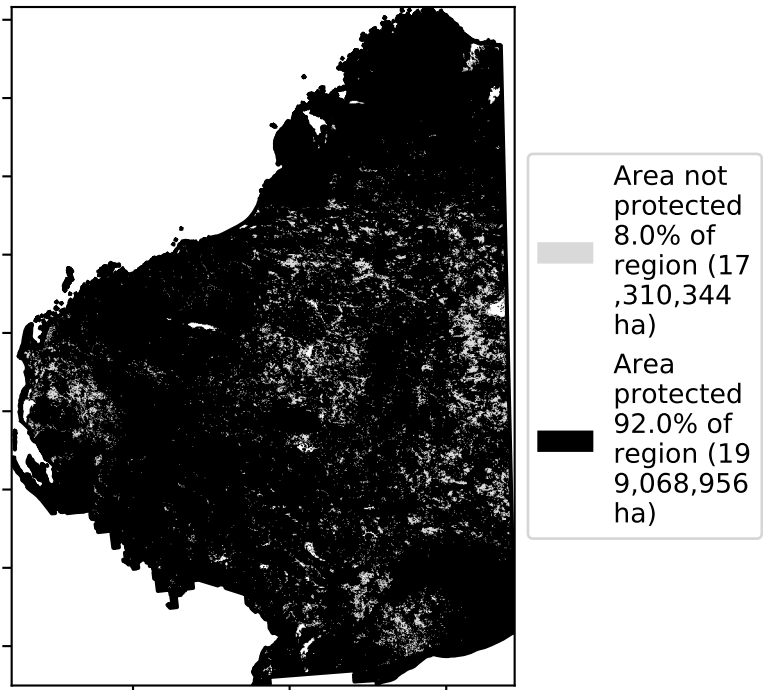 Area not
protected
8.0% of
region (17
,310,344
ha)
Area
protected
92.0% of
region (19
9,068,956
ha)